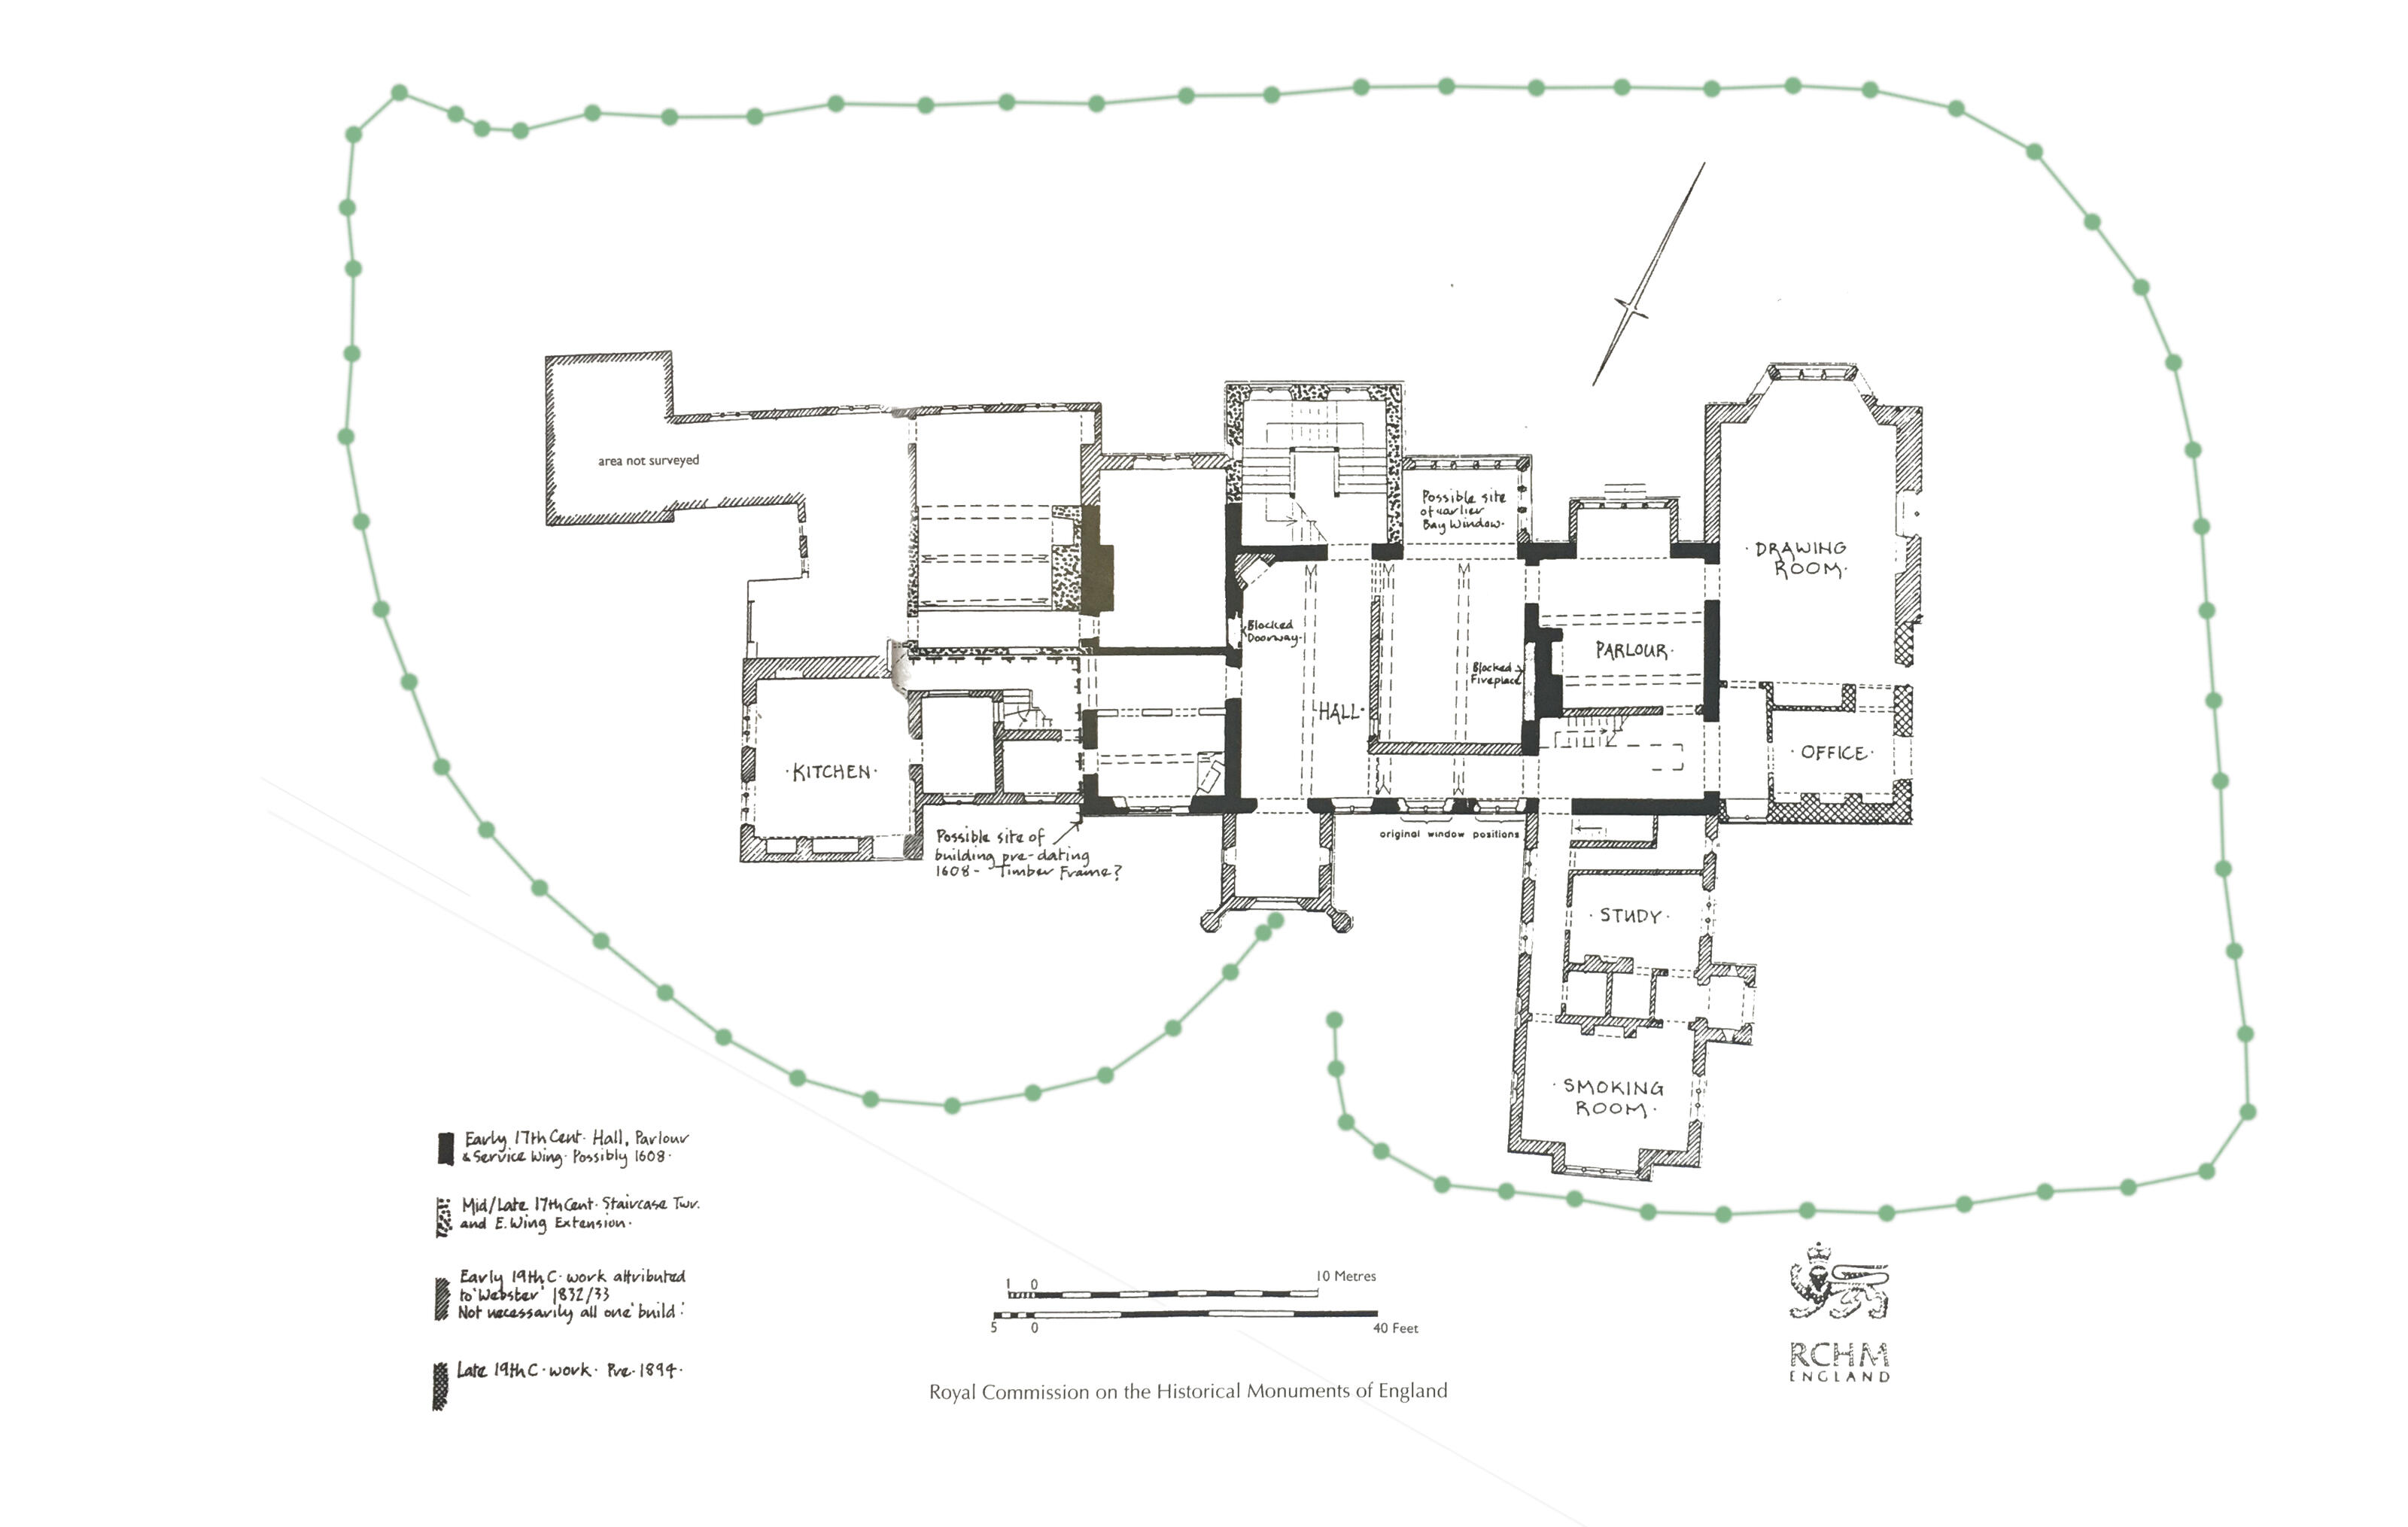 area not surveyed
Possible site
of earlier
Bay Window.
· DRAWING
ROOM ·
Blocked
Doorway.
PARLOUR ·
Blocked
Fireplace
· HALL ·
· OFFICE ·
· KITCHEN ·
original window positions
Possible site of
building pre-dating
1608 - Timber Frame?
· STUDY ·
· SMOKING
ROOM ·
Early 17th Cent. Hall, Parlour
& Service Wing. Possibly 1608.
Mid/Late 17th Cent. Staircase Twr.
and E. Wing Extension.
Early 19th C. work attributed
to 'Webster' 1832/33
Not necessarily all one 'build'.
Late 19th C. work. Pre. 1894.
1 0 10 Metres
5 0 40 Feet
RCHM
ENGLAND
Royal Commission on the Historical Monuments of England